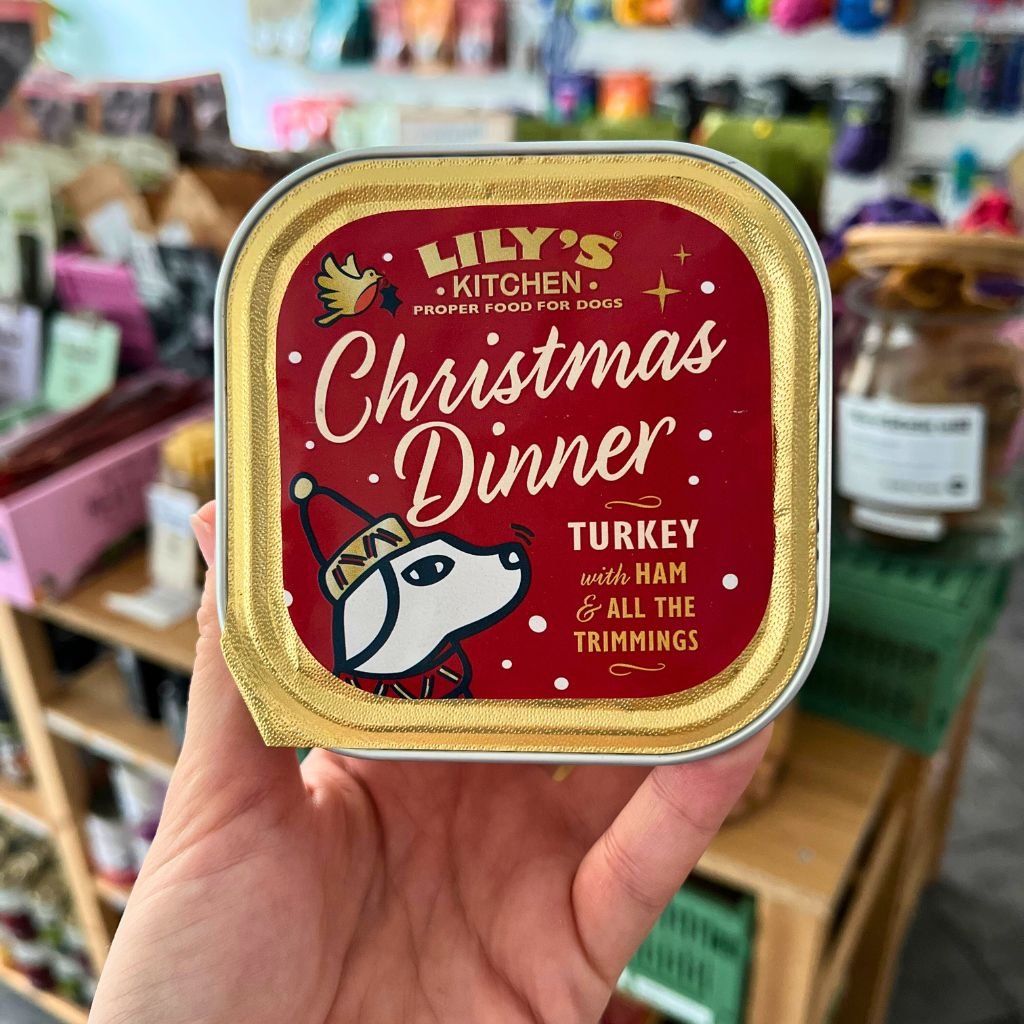 LILY'S®
• KITCHEN •
PROPER FOOD FOR DOGS
Christmas
Dinner
TURKEY
with HAM
& ALL THE
TRIMMINGS